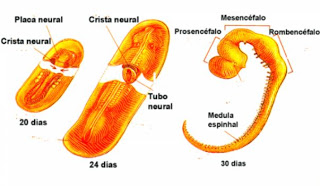 Placa neural
Crista neural
20 dias
Crista neural
Tubo
neural
24 dias
Mesencéfalo
Prosencéfalo
Rombencéfalo
Medula
espinhal
30 dias